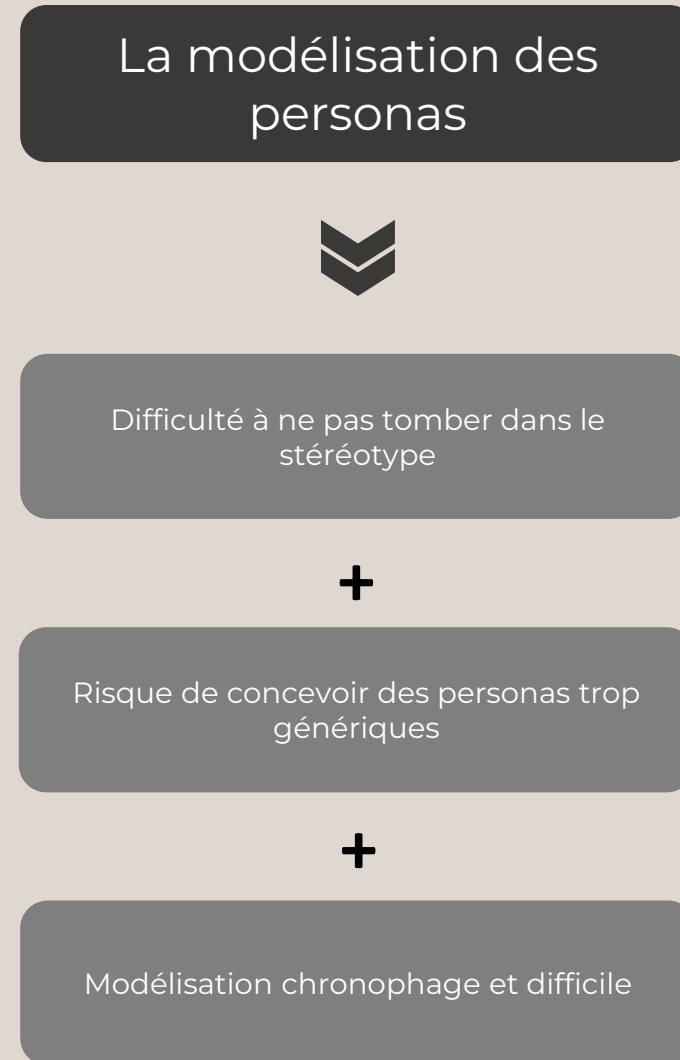 La modélisation des
personas
Difficulté à ne pas tomber dans le
stéréotype
+
Risque de concevoir des personas trop
génériques
+
Modélisation chronophage et difficile